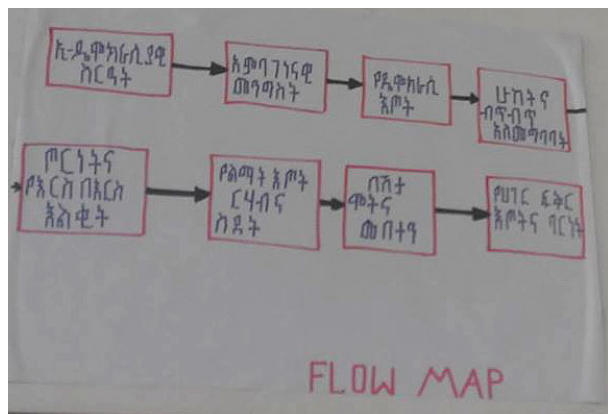 ኢ-ዴሞክራሲያዊ
ስርዓት
አምባገነናዊ
መንግስት
የዴሞክራሲ
እጦት
ሁከትና
ብጥብጥ
አለመግባባት
ጦርነትና
የእርስ በእርስ
እልቂት
የልማት እጦት
ርሃብና
ስደት
በሽታ
ሞትና
መበተን
የሀገር ፍቅር
እጦትና ባርነት
FLOW MAP